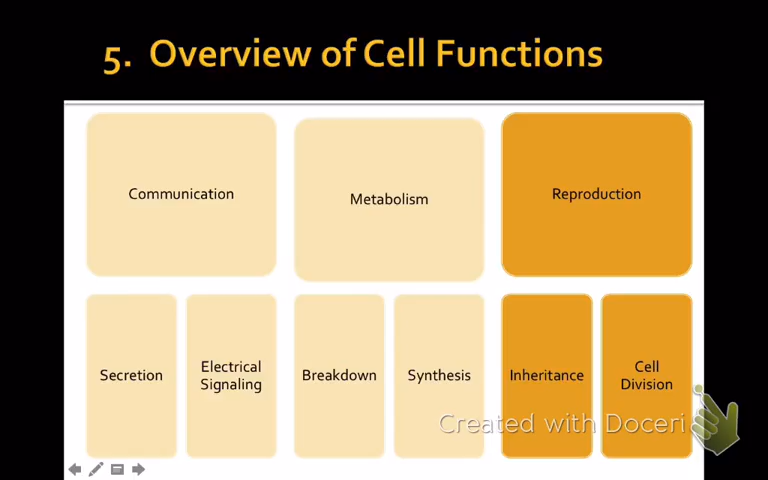 5. Overview of Cell Functions
Communication
Metabolism
Reproduction
Secretion
Electrical
Signaling
Breakdown
Synthesis
Inheritance
Cell
Division
Created with Doceri